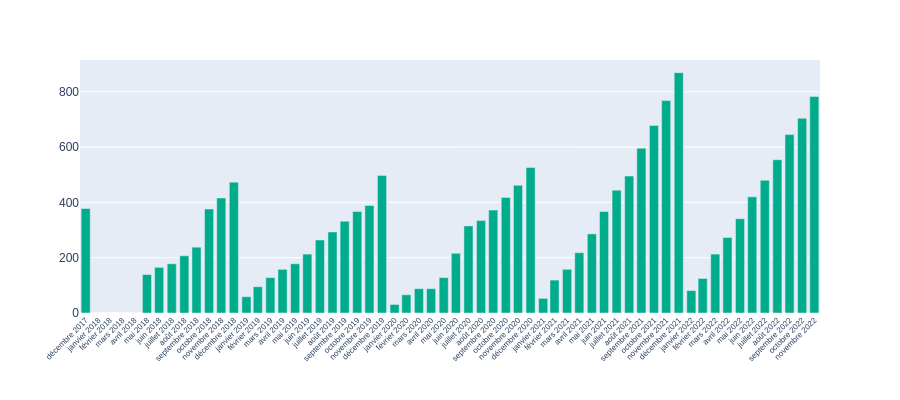 800
600
400
200
0
décembre 2017
janvier 2018
février 2018
mars 2018
avril 2018
mai 2018
juin 2018
juillet 2018
août 2018
septembre 2018
octobre 2018
novembre 2018
décembre 2018
janvier 2019
février 2019
mars 2019
avril 2019
mai 2019
juin 2019
juillet 2019
août 2019
septembre 2019
octobre 2019
novembre 2019
décembre 2019
janvier 2020
février 2020
mars 2020
avril 2020
mai 2020
juin 2020
juillet 2020
août 2020
septembre 2020
octobre 2020
novembre 2020
décembre 2020
janvier 2021
février 2021
mars 2021
avril 2021
mai 2021
juin 2021
juillet 2021
août 2021
septembre 2021
octobre 2021
novembre 2021
décembre 2021
janvier 2022
février 2022
mars 2022
avril 2022
mai 2022
juin 2022
juillet 2022
août 2022
septembre 2022
octobre 2022
novembre 2022